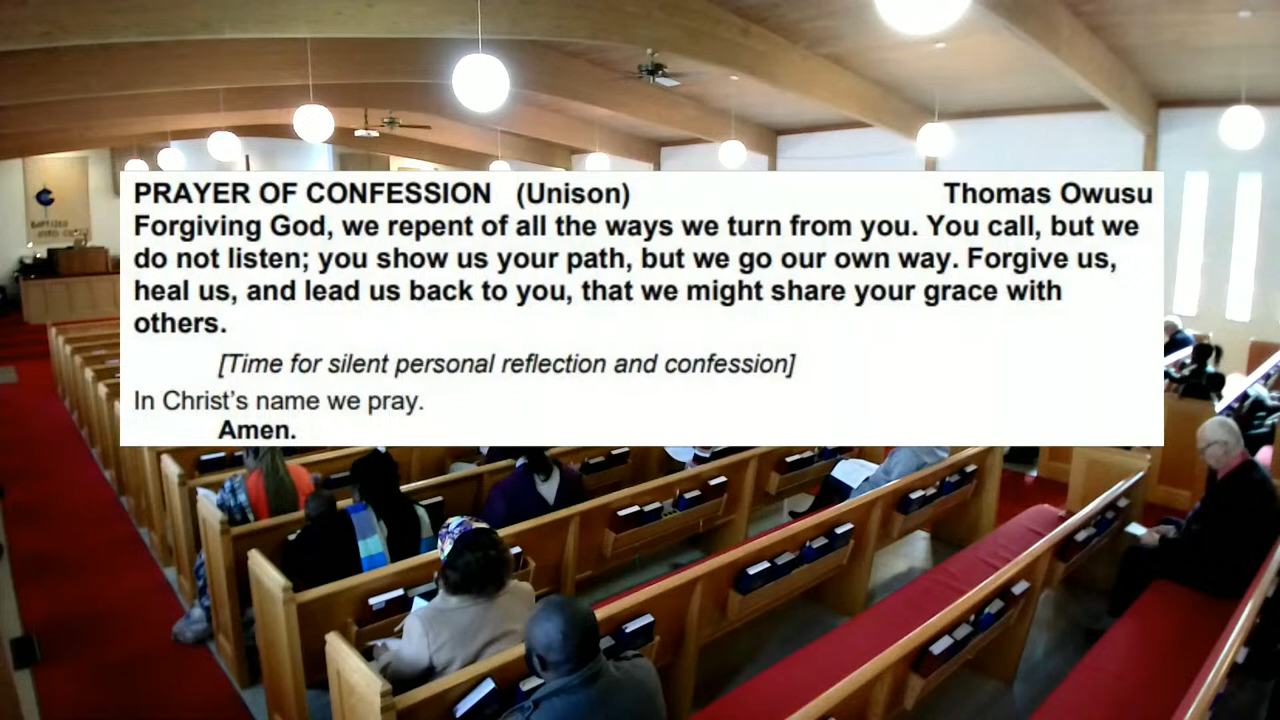 PRAYER OF CONFESSION (Unison) Thomas Owusu
Forgiving God, we repent of all the ways we turn from you. You call, but we
do not listen; you show us your path, but we go our own way. Forgive us,
heal us, and lead us back to you, that we might share your grace with
others.
[Time for silent personal reflection and confession]
In Christ's name we pray.
Amen.